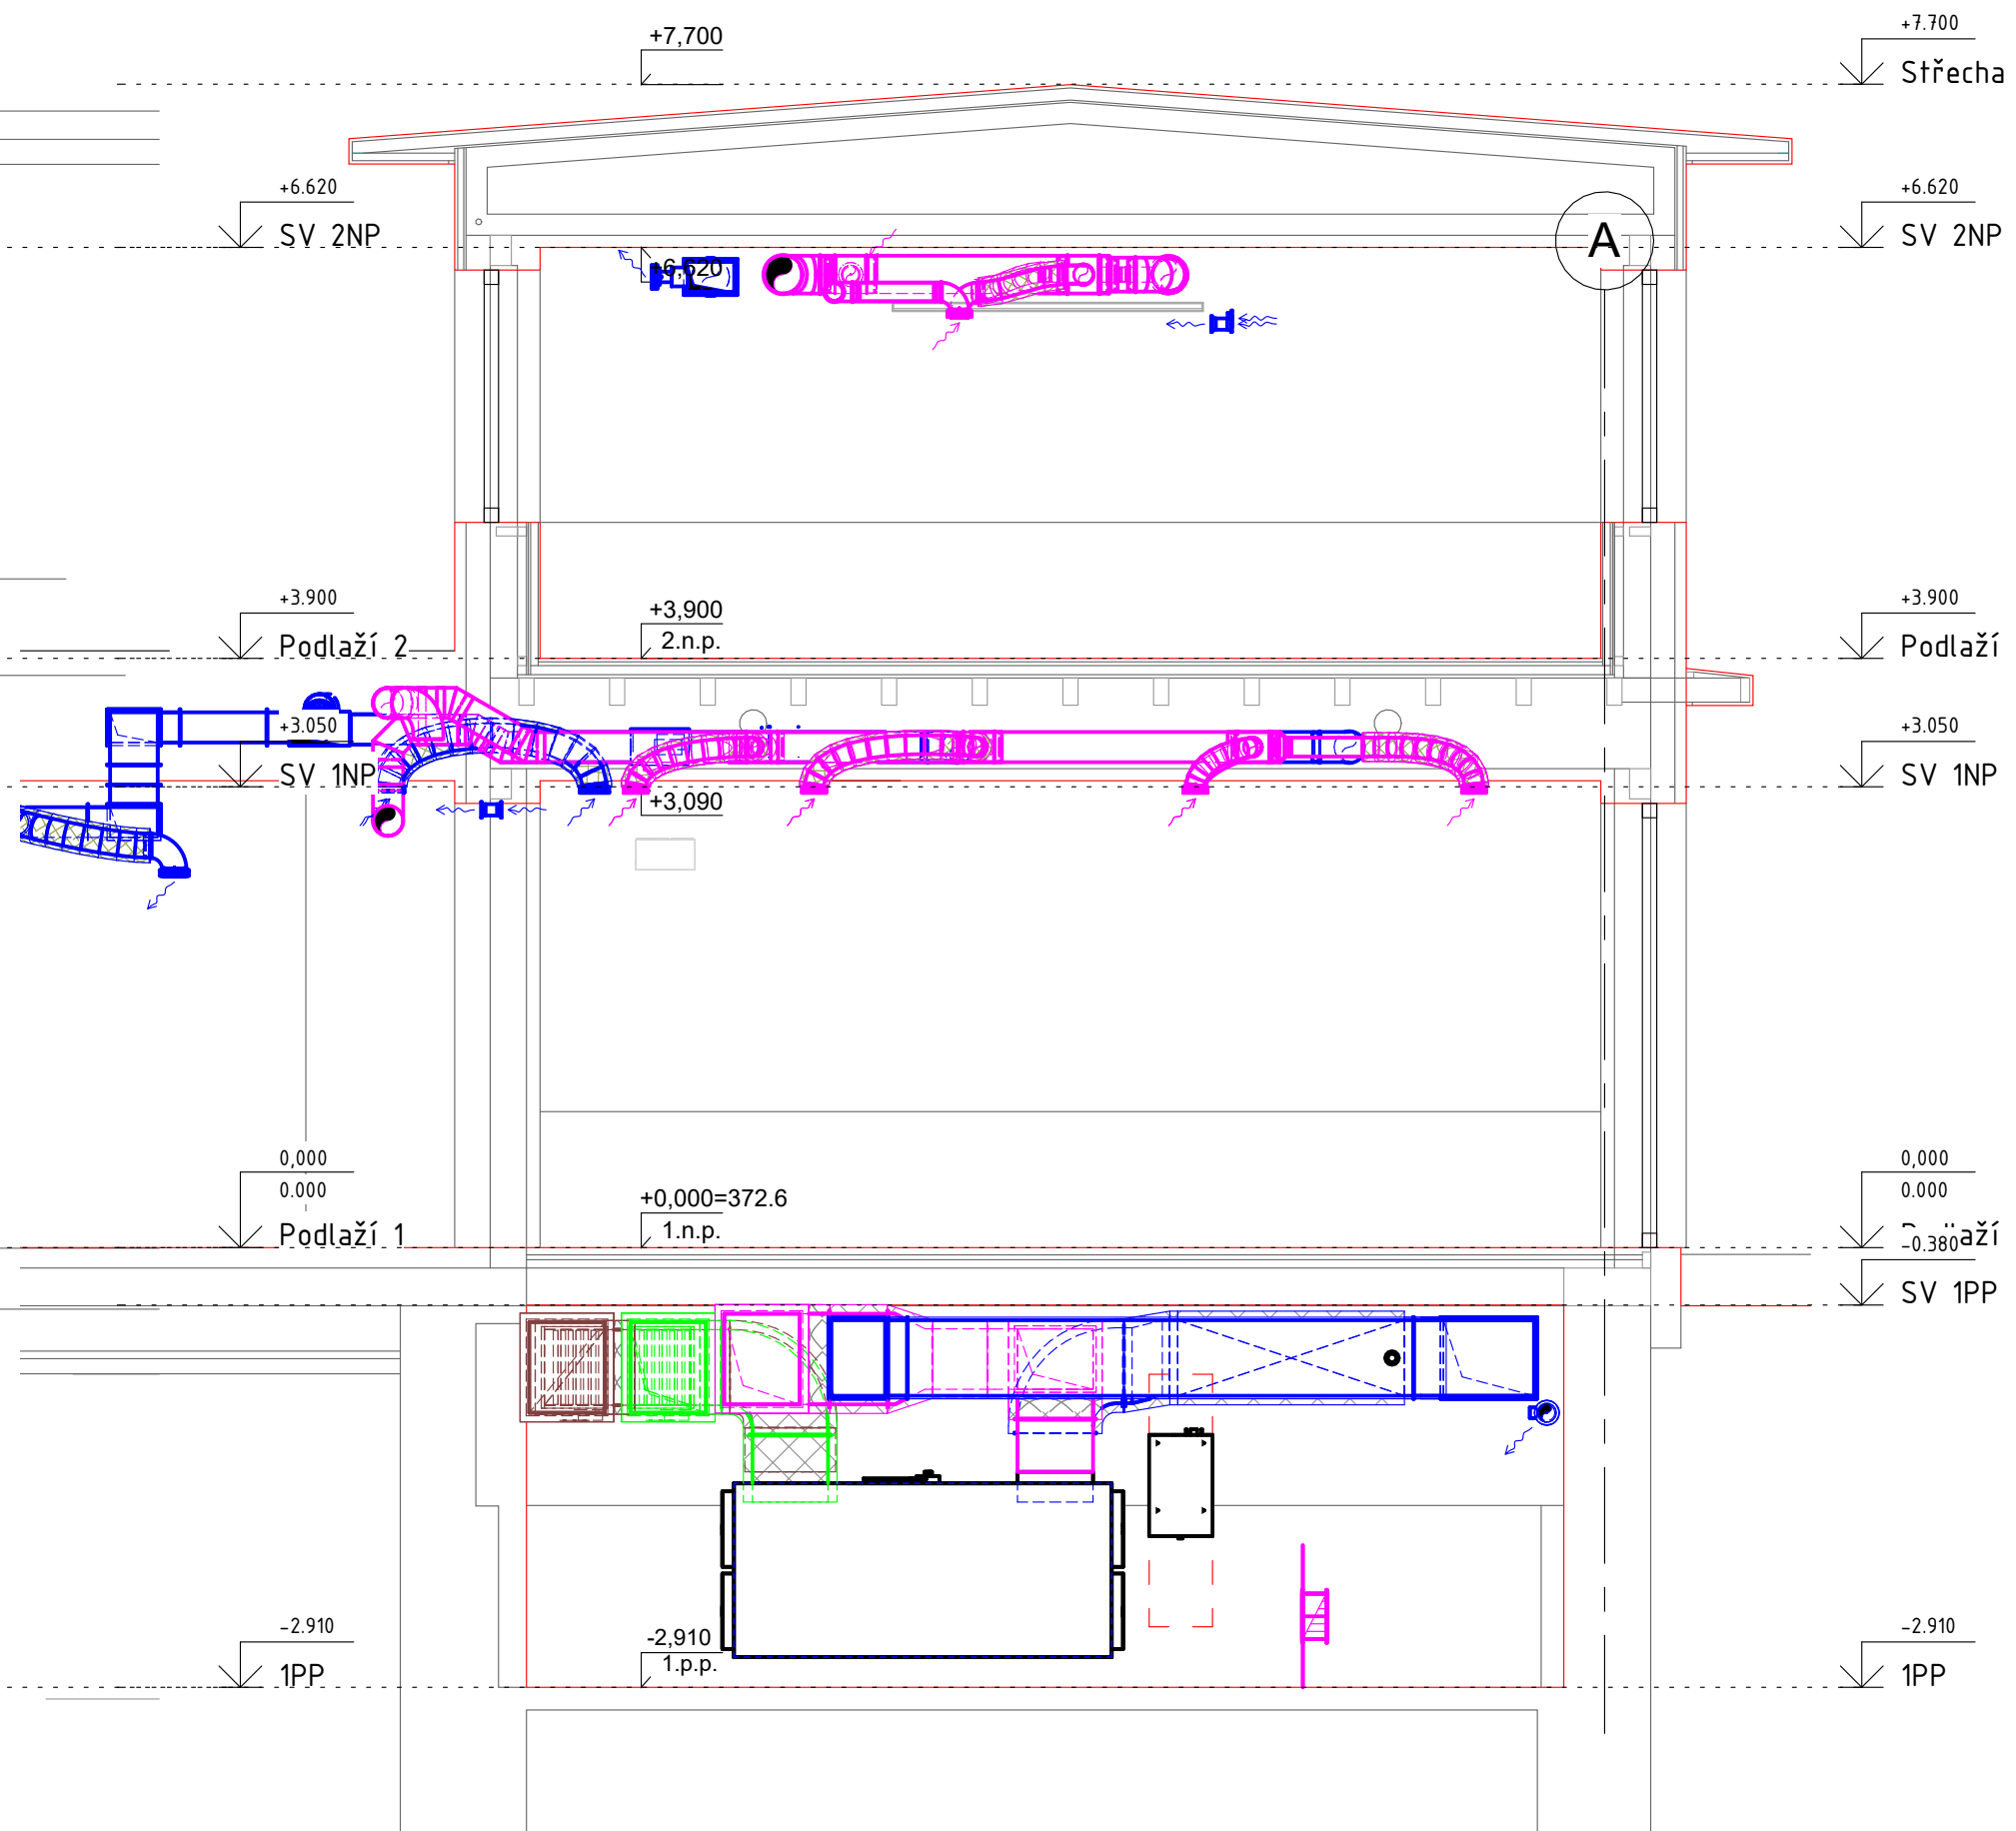 +7,700
+7.700
Střecha
+6.620
SV 2NP
+6,620
A
+6.620
SV 2NP
+3.900
Podlaží 2
+3,900
2.n.p.
+3.900
Podlaží
+3.050
SV 1NP
+3,090
+3.050
SV 1NP
0,000
0.000
Podlaží 1
+0,000=372.6
1.n.p.
0,000
0.000
-0.380
SV 1PP
-2.910
1PP
-2,910
1.p.p.
-2.910
1PP